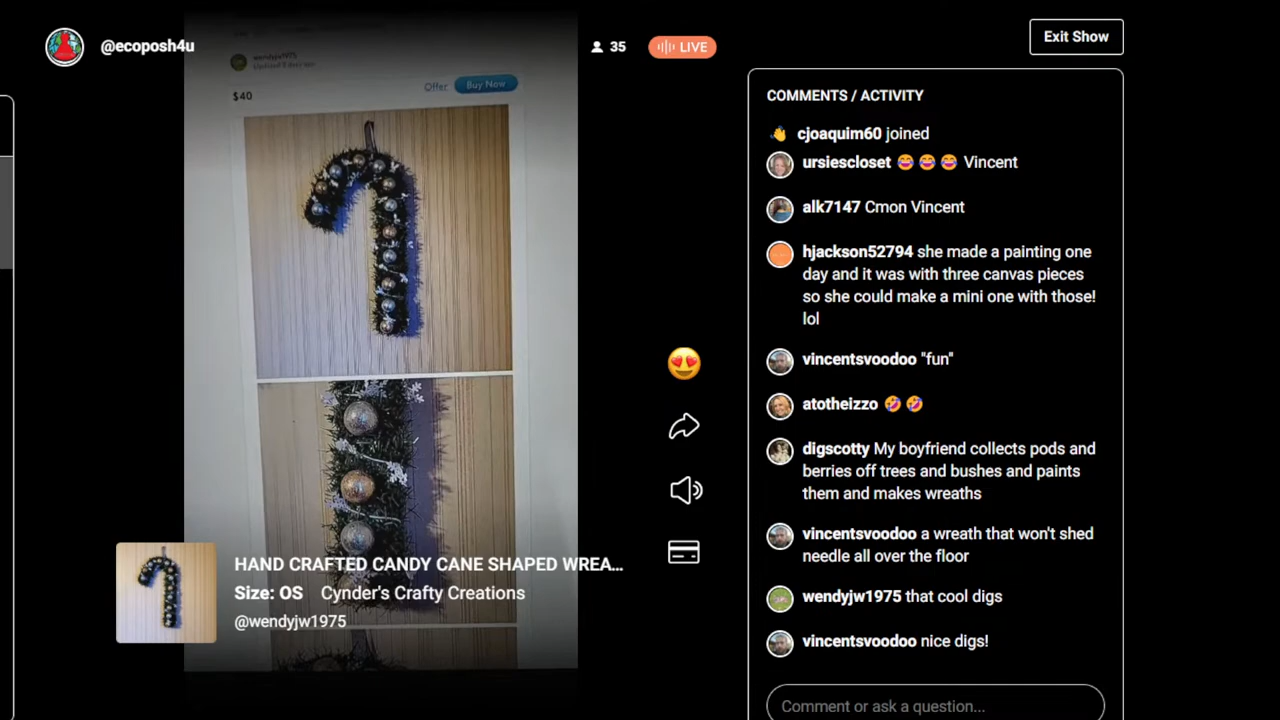 @ecoposh4u
35
LIVE
Exit Show
wendyjw1975
Offer
Buy Now
$40
COMMENTS / ACTIVITY
cjoaquim60 joined
ursiescloset 😂 😂 😂 Vincent
alk7147 Cmon Vincent
hjackson52794 she made a painting one
day and it was with three canvas pieces
so she could make a mini one with those!
lol
vincentsvoodoo "fun"
atotheizzo 🤣 🤣
digscotty My boyfriend collects pods and
berries off trees and bushes and paints
them and makes wreaths
vincentsvoodoo a wreath that won't shed
needle all over the floor
wendyjw1975 that cool digs
vincentsvoodoo nice digs!
Comment or ask a question...
HAND CRAFTED CANDY CANE SHAPED WREA...
Size: OS Cynder's Crafty Creations
@wendyjw1975